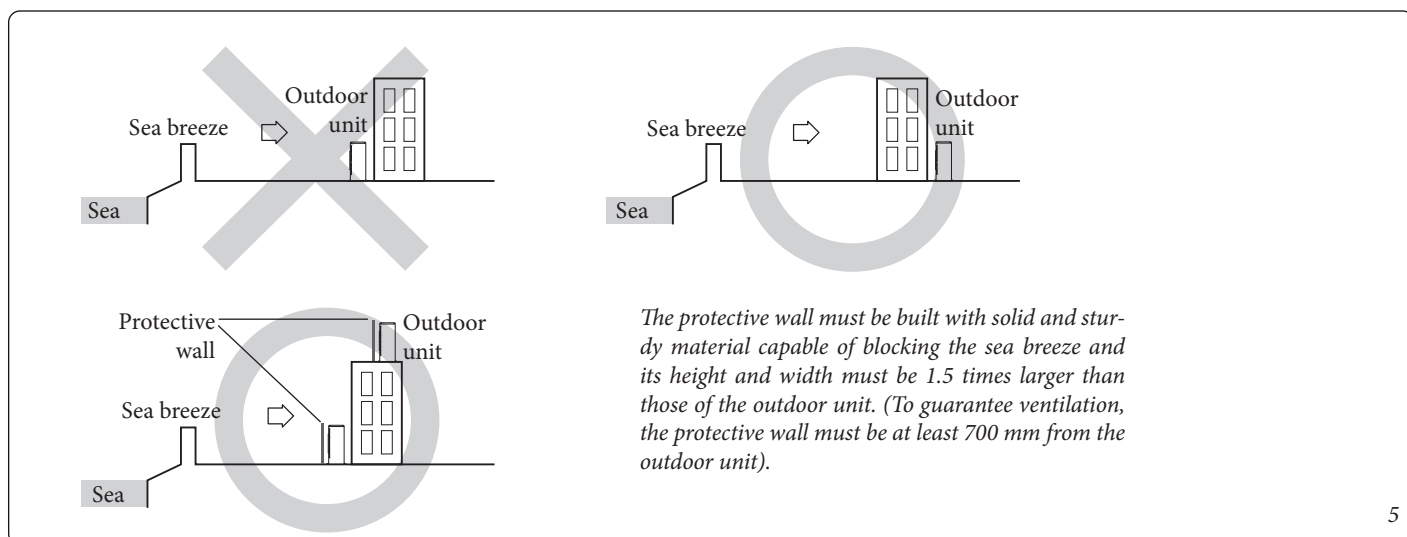 Outdoor
unit
Sea breeze
Sea
Outdoor
unit
Sea breeze
Sea
Protective
wall
Outdoor
unit
Sea breeze
Sea
The protective wall must be built with solid and stur-
dy material capable of blocking the sea breeze and
its height and width must be 1.5 times larger than
those of the outdoor unit. (To guarantee ventilation,
the protective wall must be at least 700 mm from the
outdoor unit).
5